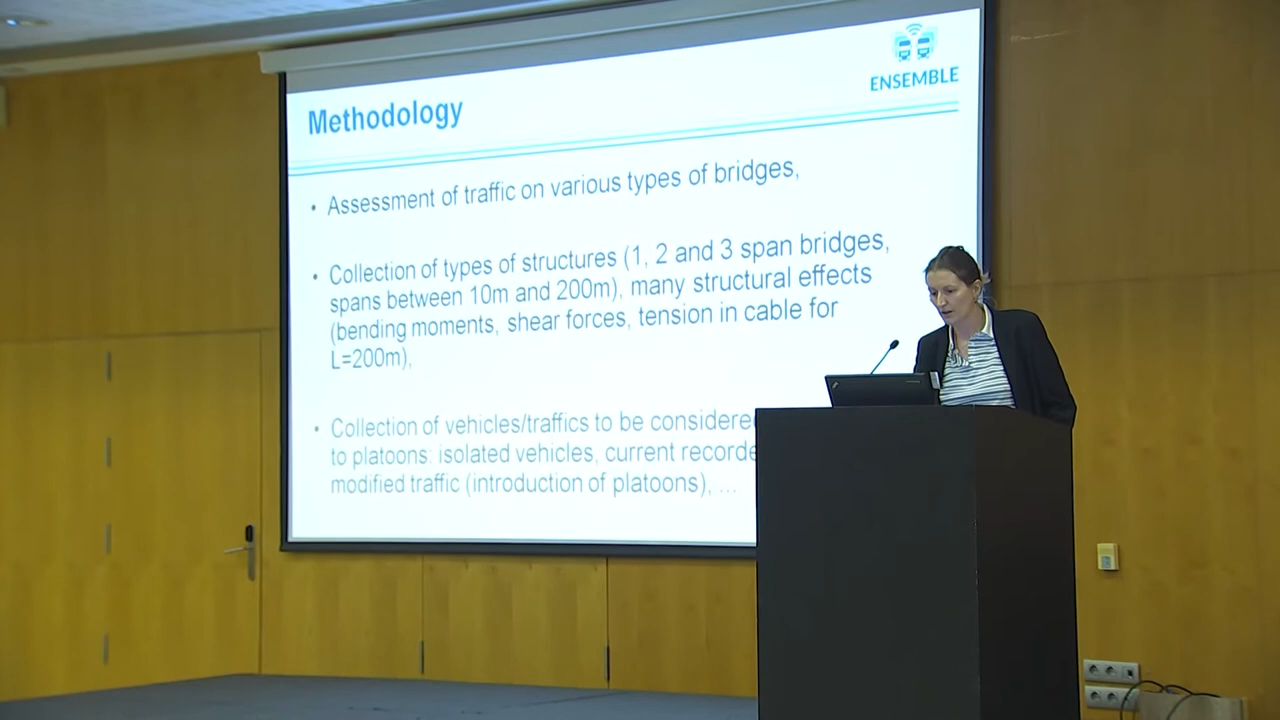 ENSEMBLE
Methodology
• Assessment of traffic on various types of bridges,
• Collection of types of structures (1, 2 and 3 span bridges,
spans between 10m and 200m), many structural effects
(bending moments, shear forces, tension in cable for
L=200m),
• Collection of vehicles/traffics to be considere
to platoons: isolated vehicles, current recorde
modified traffic (introduction of platoons), ...